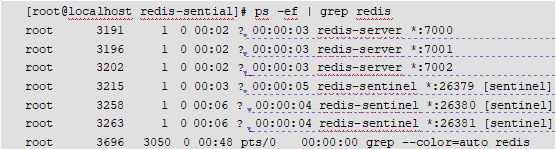 [root@localhost redis-sential]# ps -ef | grep redis
root 3191 1 0 00:02 ? 00:00:03 redis-server *:7000
root 3196 1 0 00:02 ? 00:00:03 redis-server *:7001
root 3202 1 0 00:02 ? 00:00:03 redis-server *:7002
root 3215 1 0 00:03 ? 00:00:05 redis-sentinel *:26379 [sentinel]
root 3258 1 0 00:06 ? 00:00:04 redis-sentinel *:26380 [sentinel]
root 3263 1 0 00:06 ? 00:00:04 redis-sentinel *:26381 [sentinel]
root 3696 3050 0 00:48 pts/0 00:00:00 grep --color=auto redis